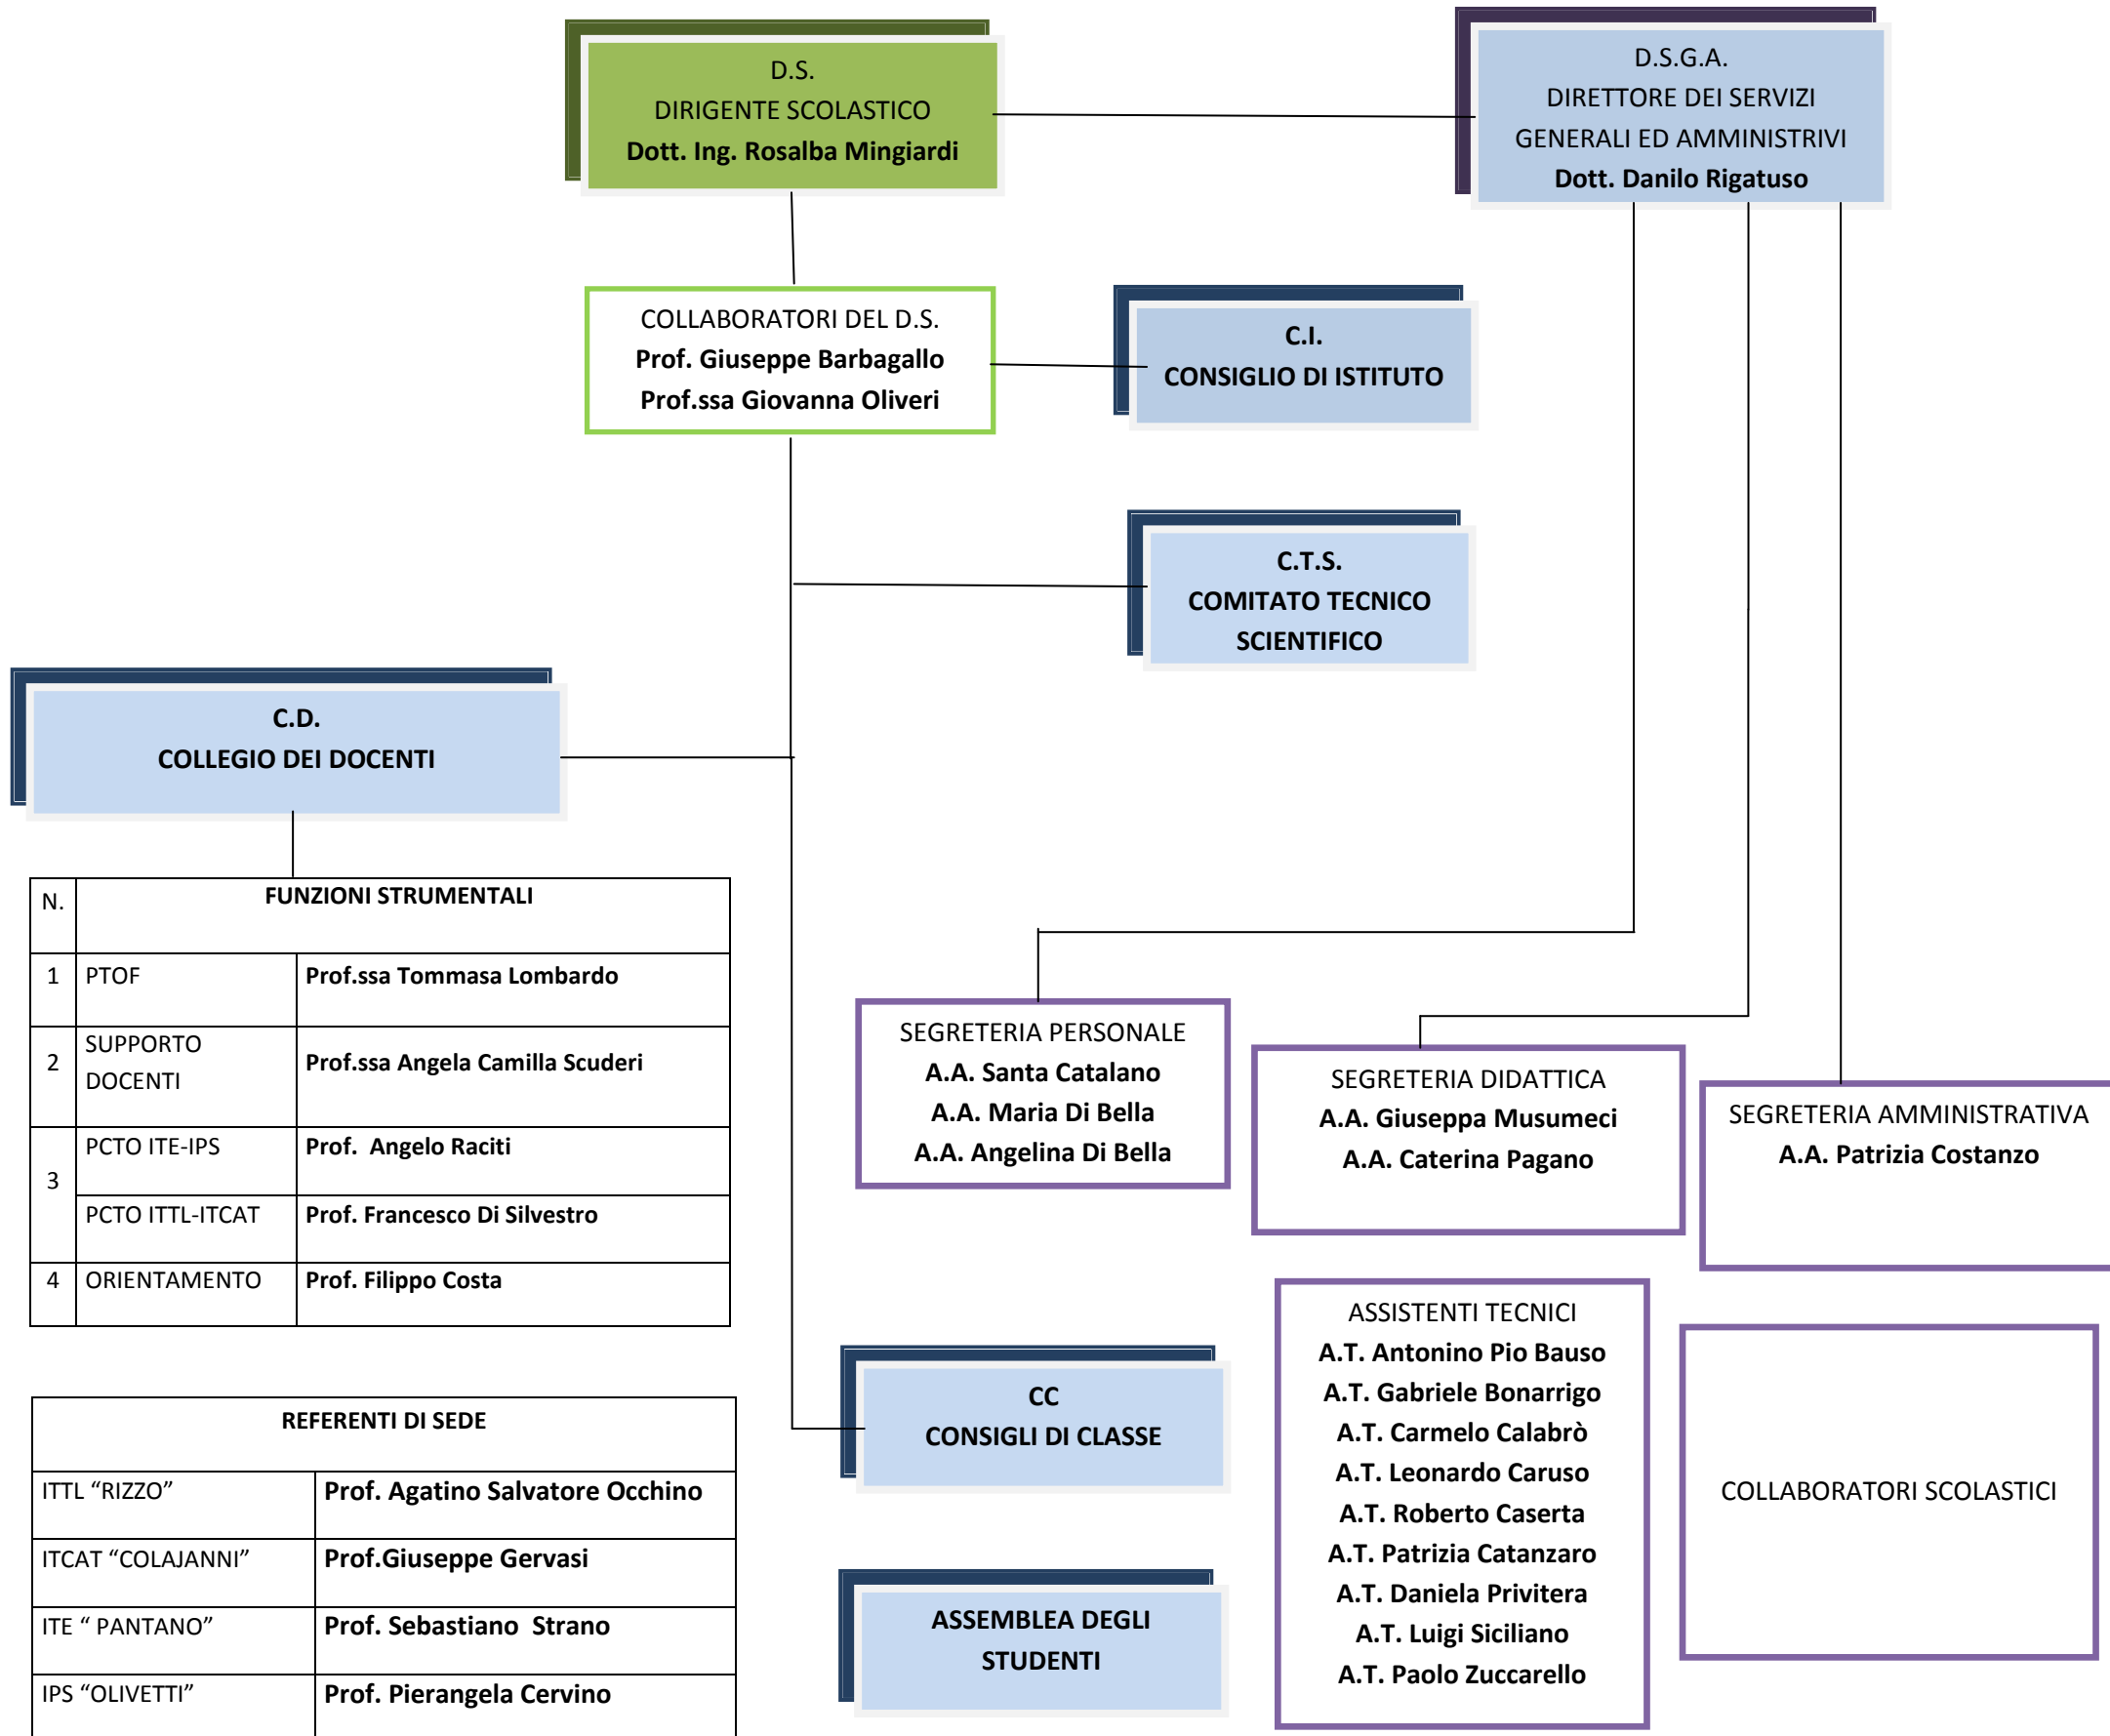 D.S.
DIRIGENTE SCOLASTICO
Dott. Ing. Rosalba Mingiardi
D.S.G.A.
DIRETTORE DEI SERVIZI
GENERALI ED AMMINISTRIVI
Dott. Danilo Rigatuso
COLLABORATORI DEL D.S.
Prof. Giuseppe Barbagallo
Prof.ssa Giovanna Oliveri
C.I.
CONSIGLIO DI ISTITUTO
C.T.S.
COMITATO TECNICO
SCIENTIFICO
C.D.
COLLEGIO DEI DOCENTI
N. FUNZIONI STRUMENTALI
1 PTOF Prof.ssa Tommasa Lombardo
2 SUPPORTO
DOCENTI Prof.ssa Angela Camilla Scuderi
3 PCTO ITE-IPS Prof. Angelo Raciti
PCTO ITTL-ITCAT Prof. Francesco Di Silvestro
4 ORIENTAMENTO Prof. Filippo Costa
SEGRETERIA PERSONALE
A.A. Santa Catalano
A.A. Maria Di Bella
A.A. Angelina Di Bella
SEGRETERIA DIDATTICA
A.A. Giuseppa Musumeci
A.A. Caterina Pagano
SEGRETERIA AMMINISTRATIVA
A.A. Patrizia Costanzo
REFERENTI DI SEDE
ITTL “RIZZO” Prof. Agatino Salvatore Occhino
ITCAT “COLAJANNI” Prof.Giuseppe Gervasi
ITE “ PANTANO” Prof. Sebastiano Strano
IPS “OLIVETTI” Prof. Pierangela Cervino
CC
CONSIGLI DI CLASSE
ASSEMBLEA DEGLI
STUDENTI
ASSISTENTI TECNICI
A.T. Antonino Pio Bauso
A.T. Gabriele Bonarrigo
A.T. Carmelo Calabrò
A.T. Leonardo Caruso
A.T. Roberto Caserta
A.T. Patrizia Catanzaro
A.T. Daniela Privitera
A.T. Luigi Siciliano
A.T. Paolo Zuccarello
COLLABORATORI SCOLASTICI